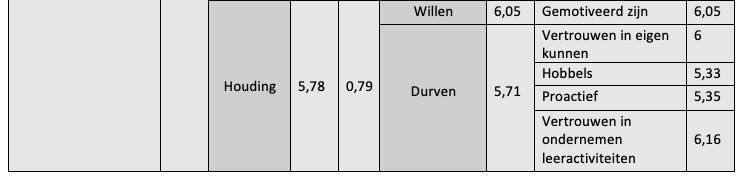 Willen 6,05 Gemotiveerd zijn 6,05
Vertrouwen in eigen 6
kunnen
Hobbels 5,33
Houding 5,78 0,79 Durven 5,71
Proactief 5,35
Vertrouwen in
ondernemen 6,16
leeractiviteiten